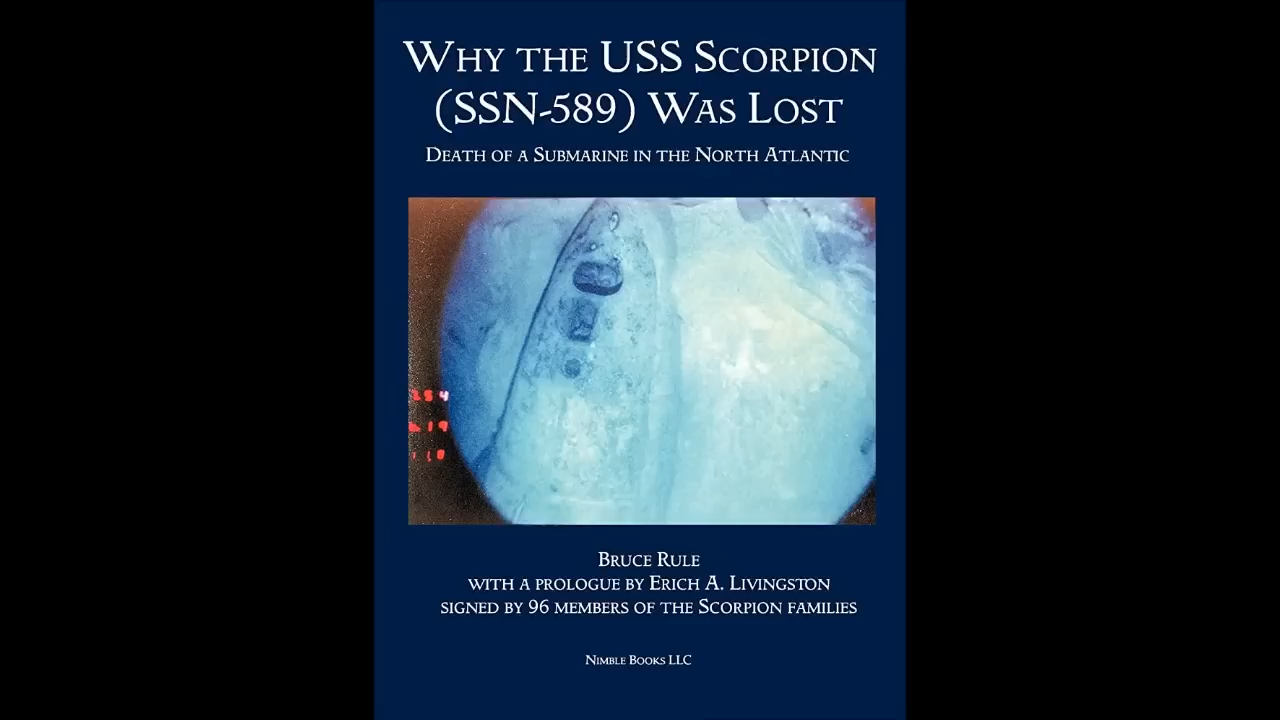 Why the USS Scorpion
(SSN-589) Was Lost
Death of a Submarine in the North Atlantic
Bruce Rule
with a prologue by Erich A. Livingston
signed by 96 members of the Scorpion families
Nimble Books LLC